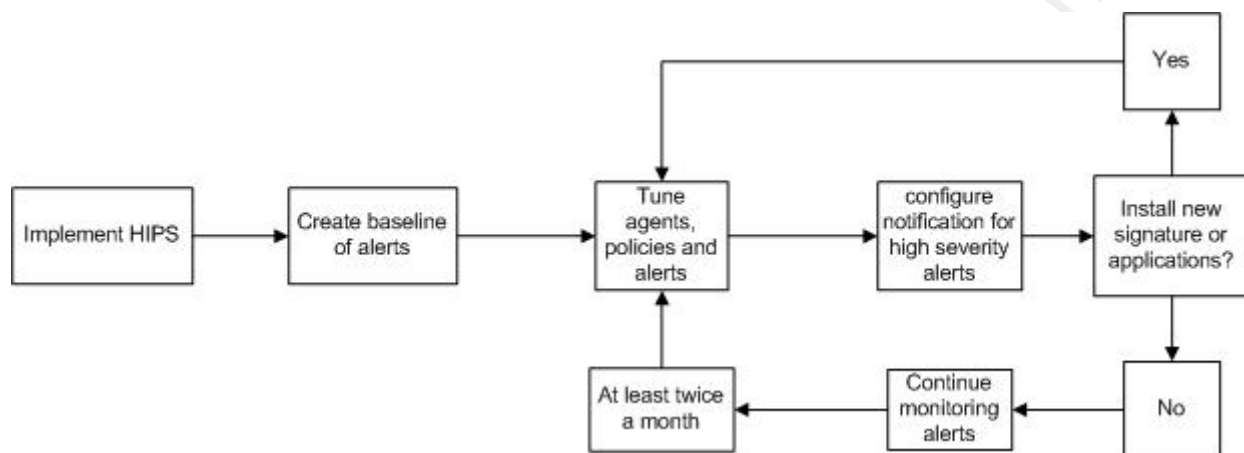 Yes
Implement HIPS
Create baseline
of alerts
Tune
agents,
policies and
alerts
configure
notification for
high severity
alerts
Install new
signature or
applications?
At least twice
a month
Continue
monitoring
alerts
No